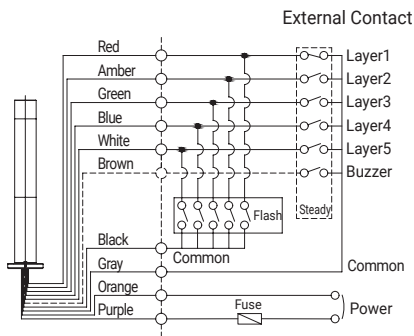 External Contact
Red
Layer1
Amber
Layer2
Green
Layer3
Blue
Layer4
White
Layer5
Brown
Buzzer
Flash
Steady
Black
Common
Gray
Common
Orange
Fuse
Power
Purple